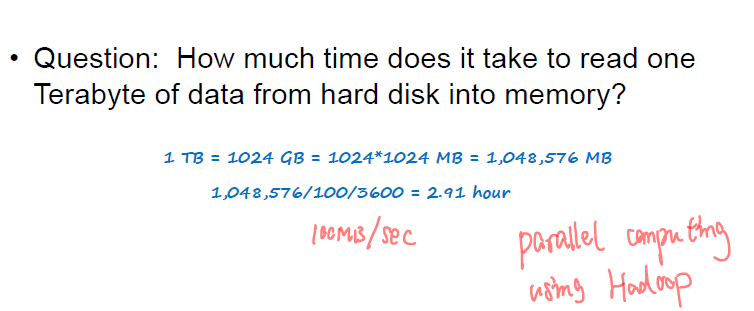 • Question: How much time does it take to read one
Terabyte of data from hard disk into memory?
1 TB = 1024 GB = 1024*1024 MB = 1,048,576 MB
1,048,576/100/3600 = 2.91 hour
100MB/sec
parallel computing
using Hadoop